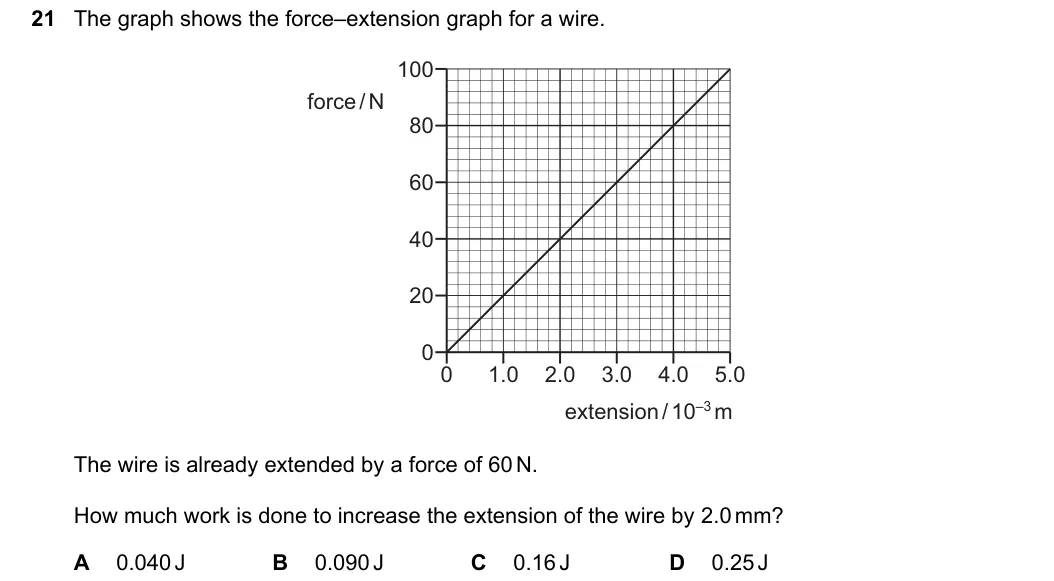 21 The graph shows the force–extension graph for a wire.
100
force / N
80
60
40
20
0
0 1.0 2.0 3.0 4.0 5.0
extension / 10⁻³ m
The wire is already extended by a force of 60 N.
How much work is done to increase the extension of the wire by 2.0 mm?
A 0.040 J B 0.090 J C 0.16 J D 0.25 J